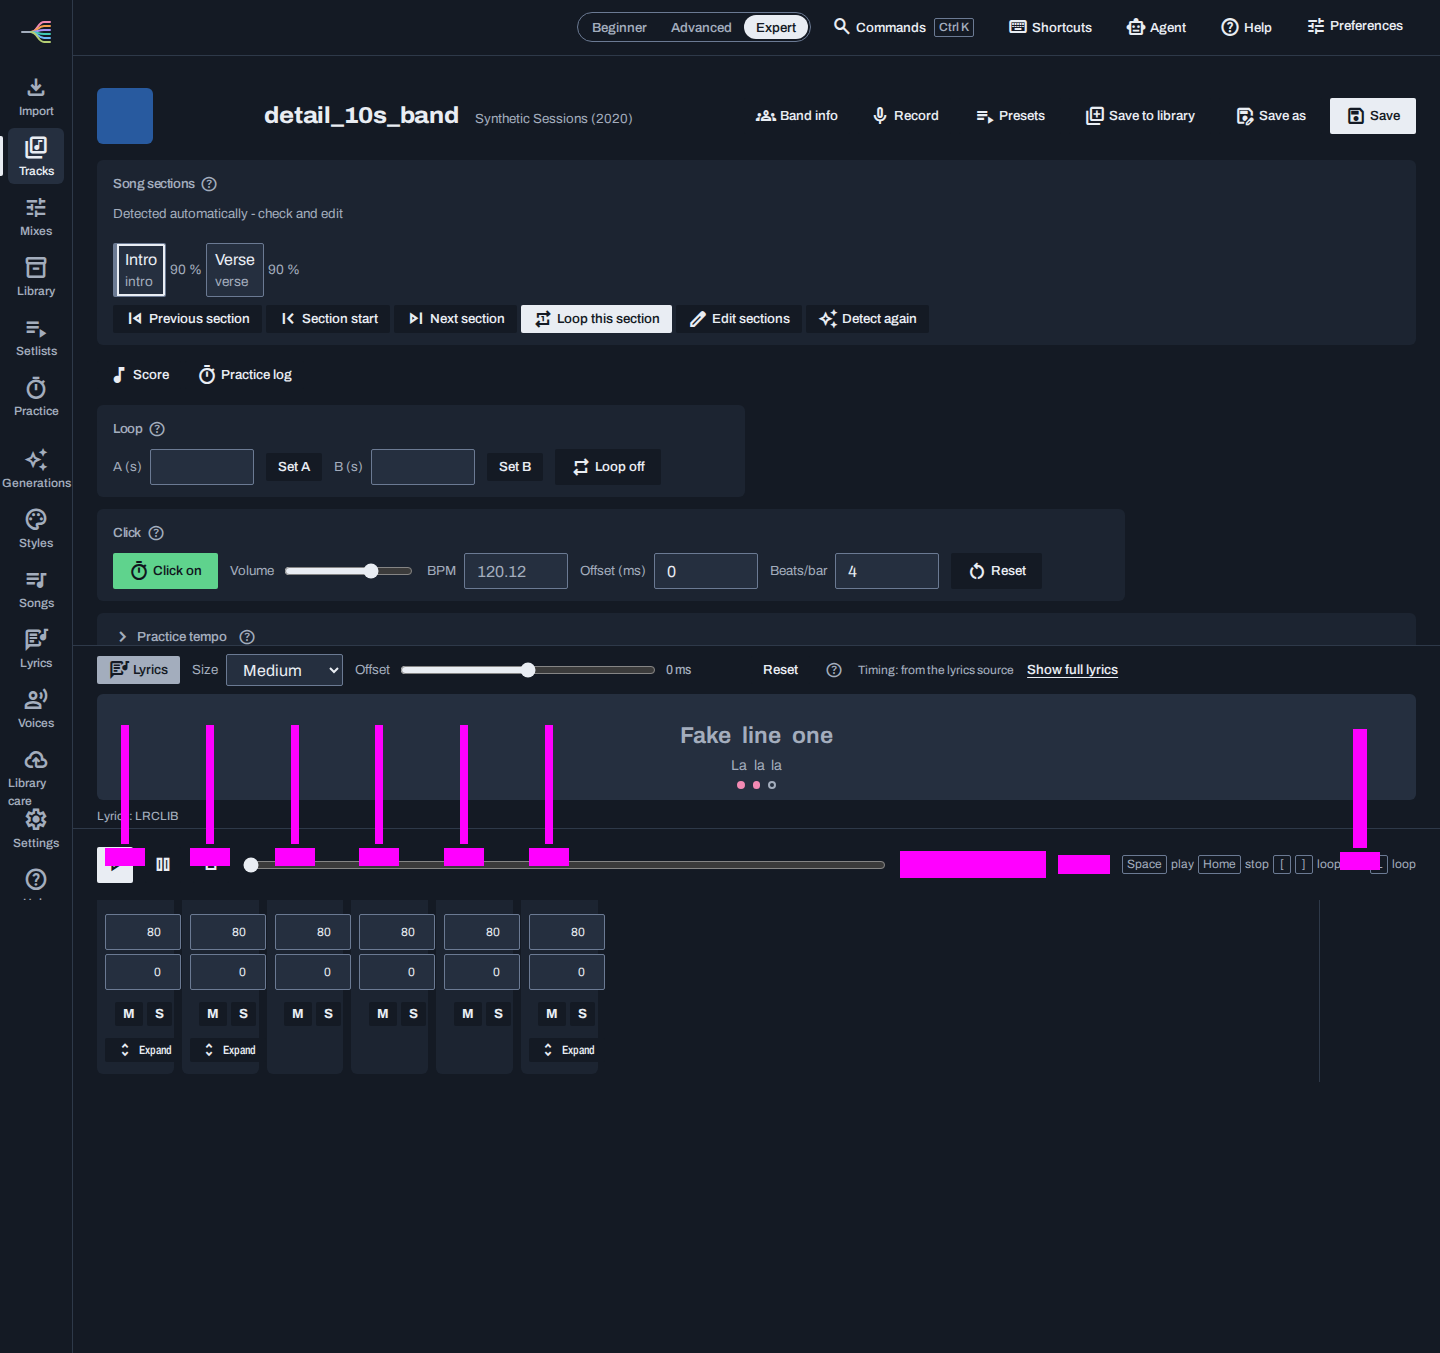 Beginner Advanced Expert Commands Ctrl K Shortcuts Agent Help Preferences
Import
Tracks
Mixes
Library
Setlists
Practice
Generations
Styles
Songs
Lyrics
Voices
Library care
Settings
detail_10s_band Synthetic Sessions (2020) Band info Record Presets Save to library Save as Save
Song sections
Detected automatically - check and edit
Intro 90 % Verse 90 %
intro verse
Previous section Section start Next section Loop this section Edit sections Detect again
Score Practice log
Loop
A (s) Set A B (s) Set B Loop off
Click
Click on Volume BPM 120.12 Offset (ms) 0 Beats/bar 4 Reset
Practice tempo
Lyrics Size Medium Offset 0 ms Reset Timing: from the lyrics source Show full lyrics
Fake line one
La la la
LRCLIB
Space play Home stop [ ] loop loop
80 80 80 80 80 80
0 0 0 0 0 0
M S M S M S M S M S M S
Expand Expand Expand